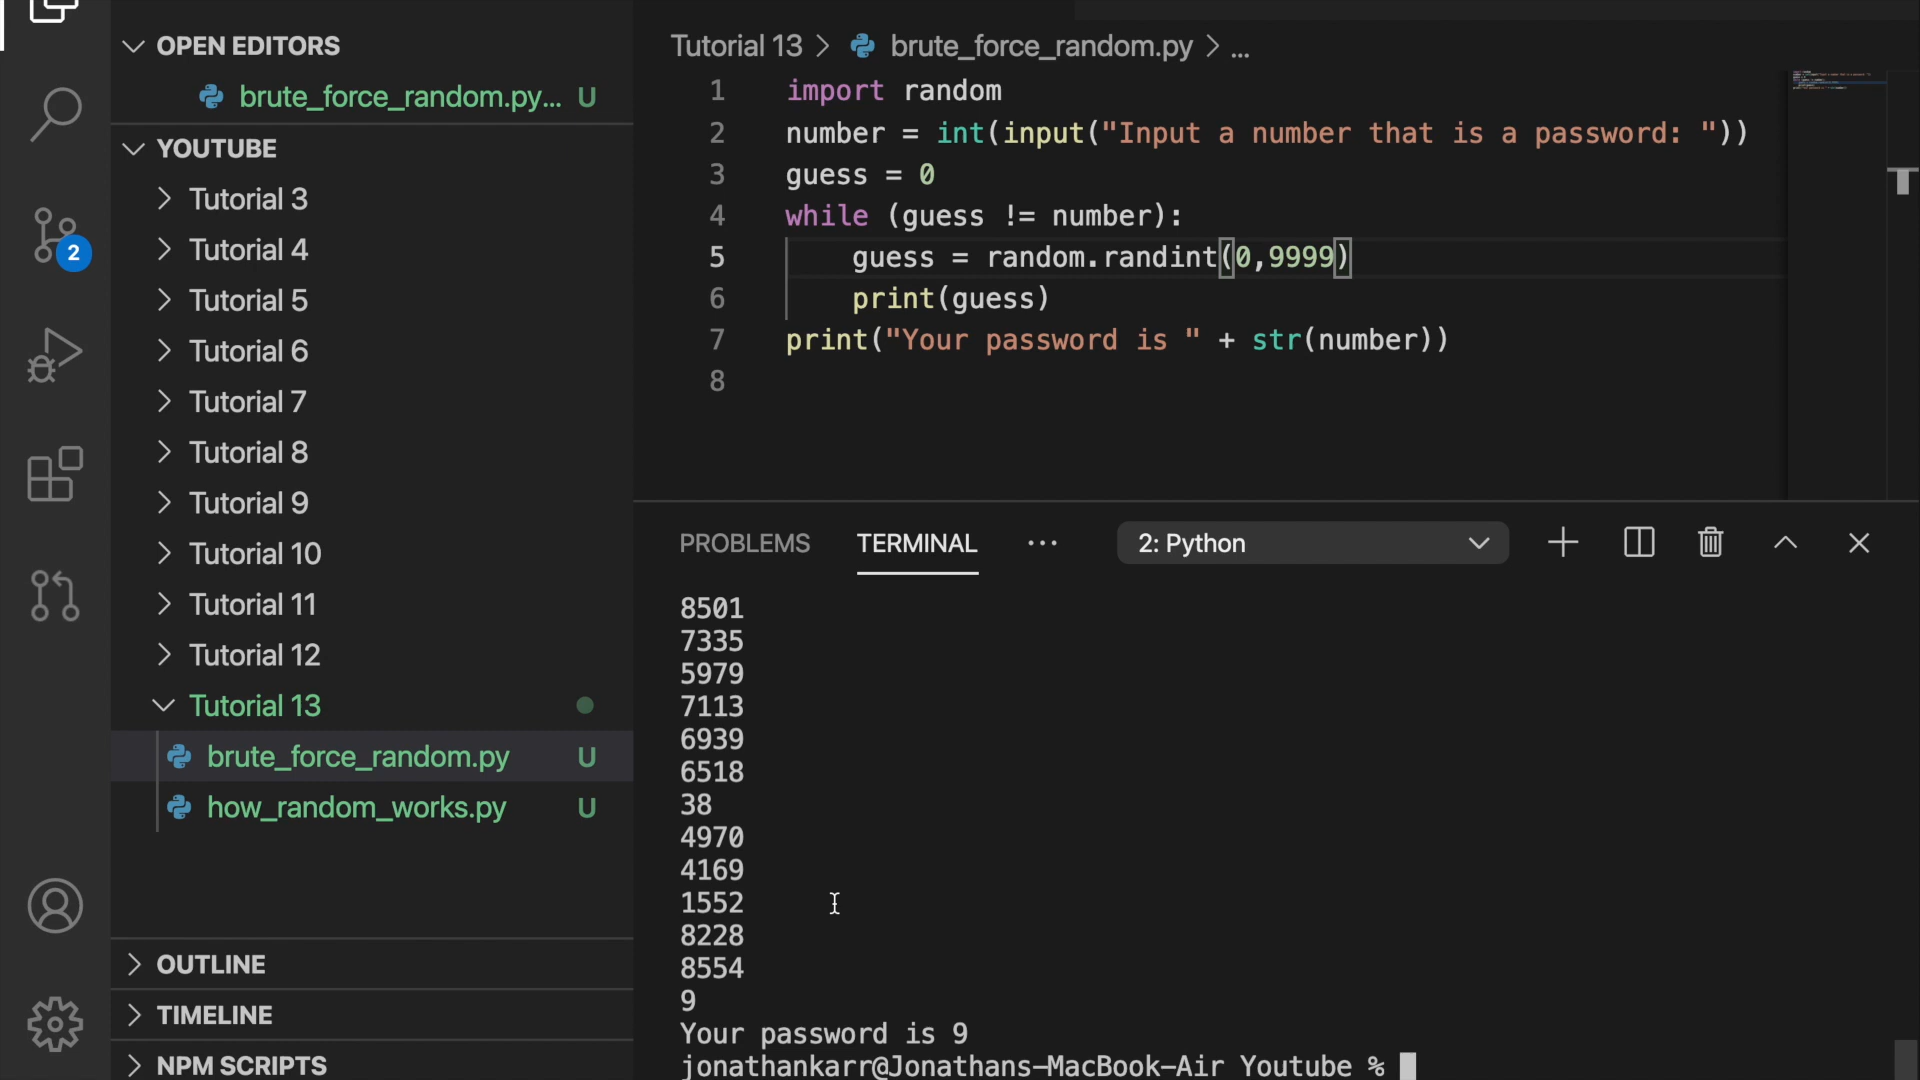 OPEN EDITORS
brute_force_random.py... U
YOUTUBE
Tutorial 3
Tutorial 4
Tutorial 5
Tutorial 6
Tutorial 7
Tutorial 8
Tutorial 9
Tutorial 10
Tutorial 11
Tutorial 12
Tutorial 13
brute_force_random.py U
how_random_works.py U
OUTLINE
TIMELINE
NPM SCRIPTS
2
Tutorial 13 > brute_force_random.py > ...
1 import random
2 number = int(input("Input a number that is a password: "))
3 guess = 0
4 while (guess != number):
5 guess = random.randint(0,9999)
6 print(guess)
7 print("Your password is " + str(number))
8
PROBLEMS TERMINAL ... 2: Python
8501
7335
5979
7113
6939
6518
38
4970
4169
1552
8228
8554
9
Your password is 9
jonathankarr@Jonathans-MacBook-Air Youtube %